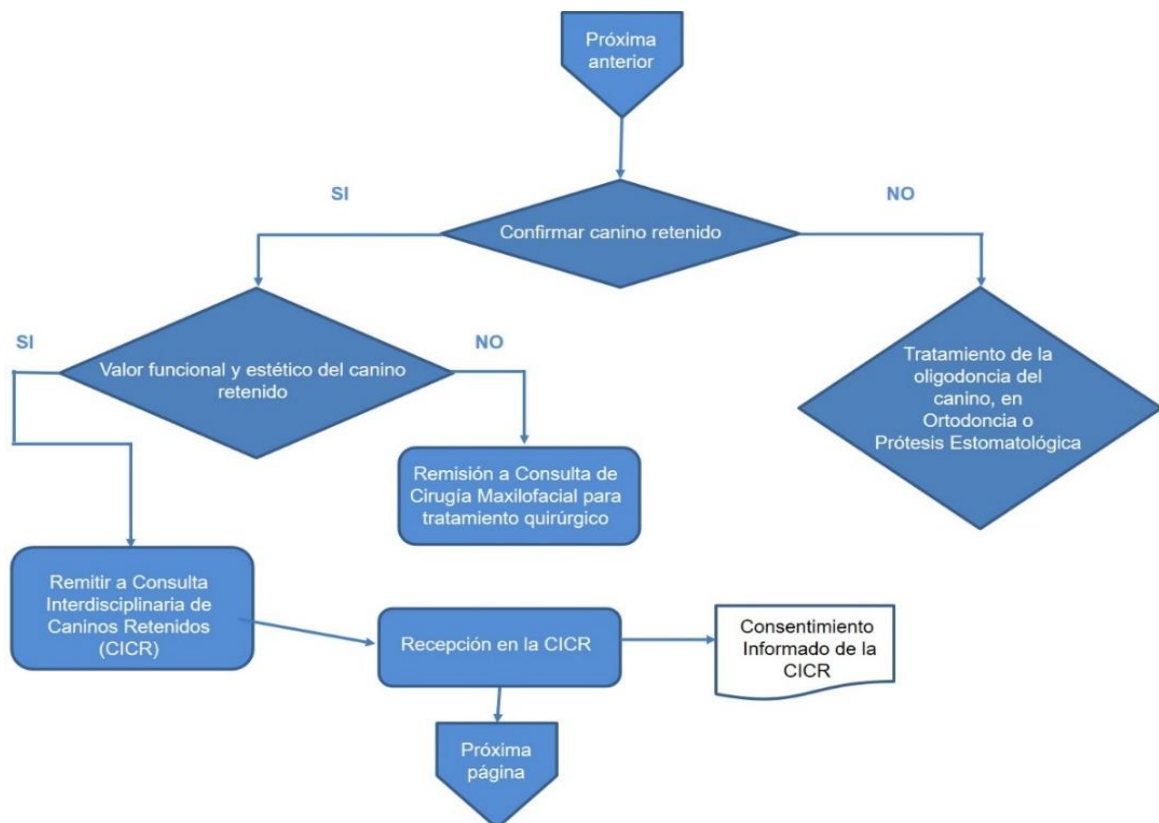 Próxima
anterior
SI
NO
Confirmar canino retenido
SI
NO
Valor funcional y estético del canino
retenido
Tratamiento de la
oligodoncia del
canino, en
Ortodoncia o
Prótesis Estomatológica
Remisión a Consulta de
Cirugía Maxilofacial para
tratamiento quirúrgico
Remitir a Consulta
Interdisciplinaria de
Caninos Retenidos
(CICR)
Recepción en la CICR
Consentimiento
Informado de la
CICR
Próxima
página